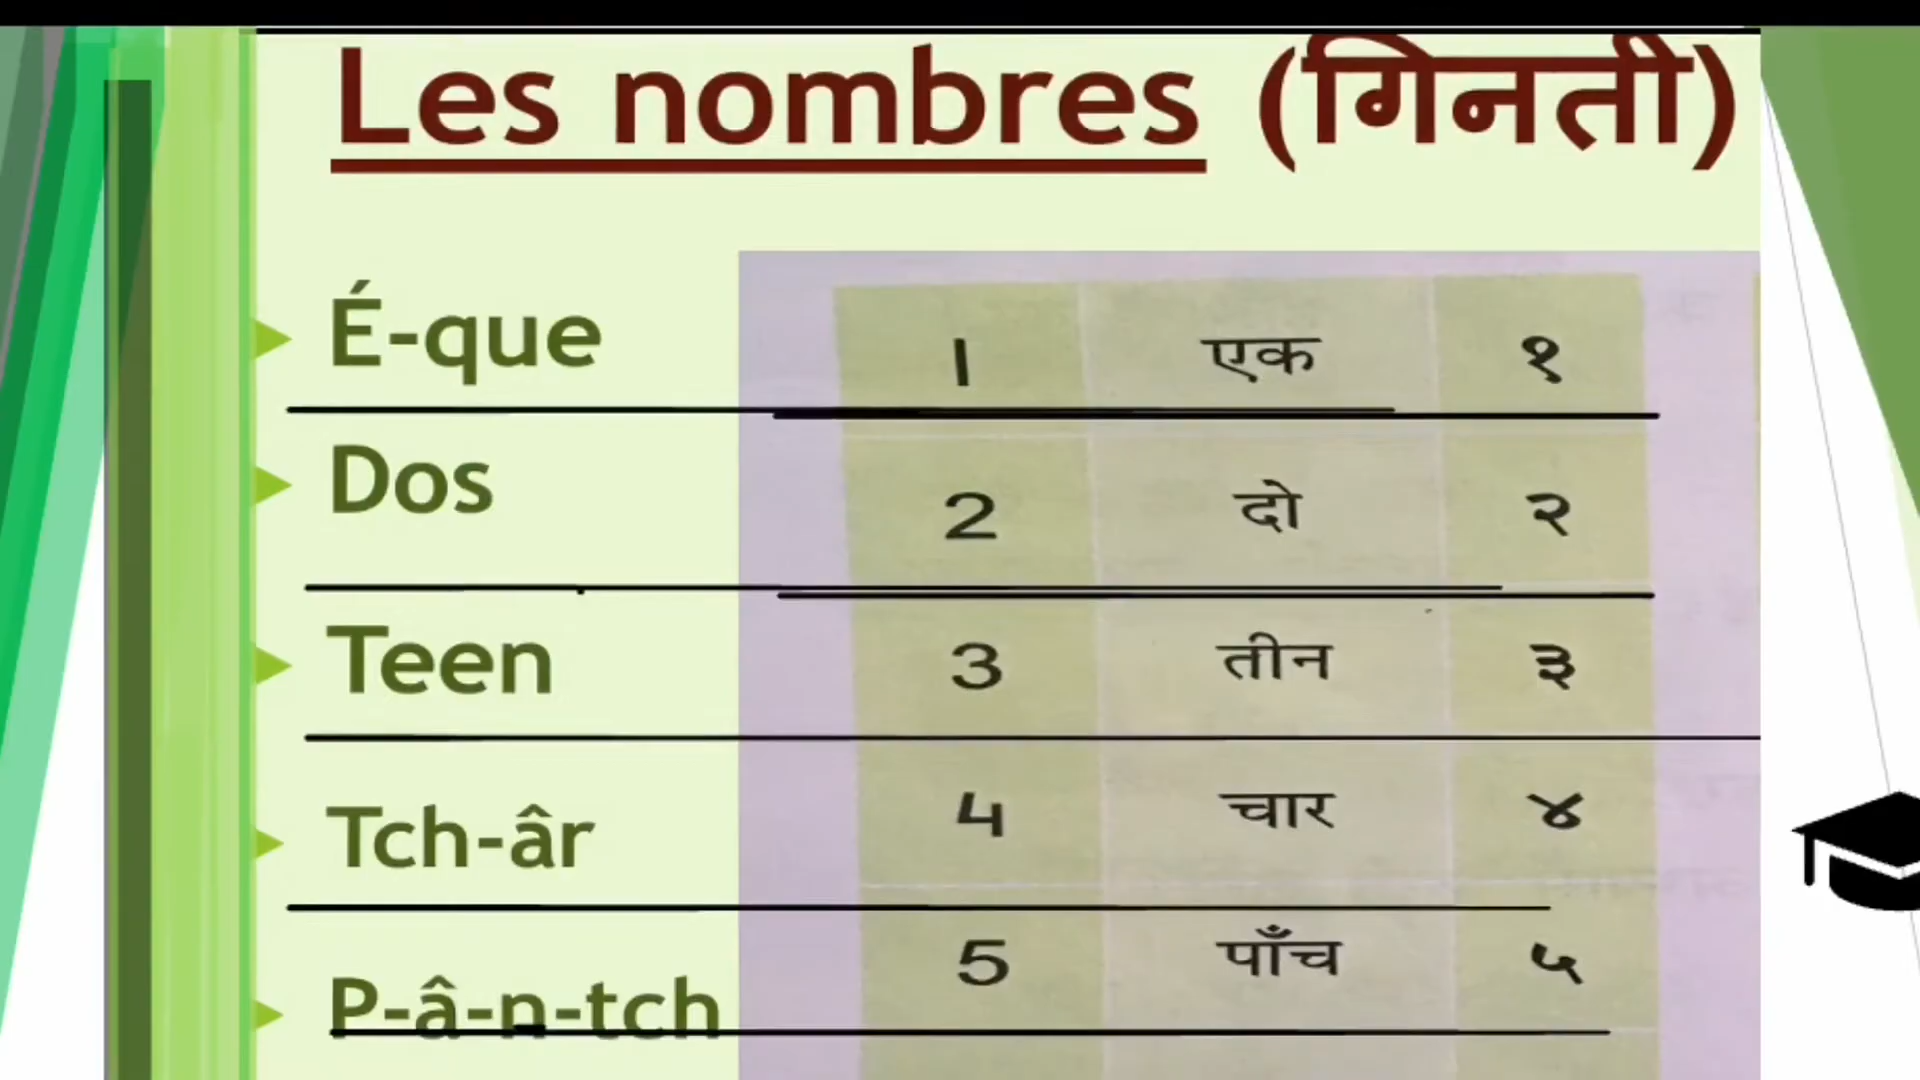 Les nombres (गिनती)
É-que 1 एक १
Dos 2 दो २
Teen 3 तीन ३
Tch-âr 4 चार ४
P-â-n-tch 5 पाँच ५